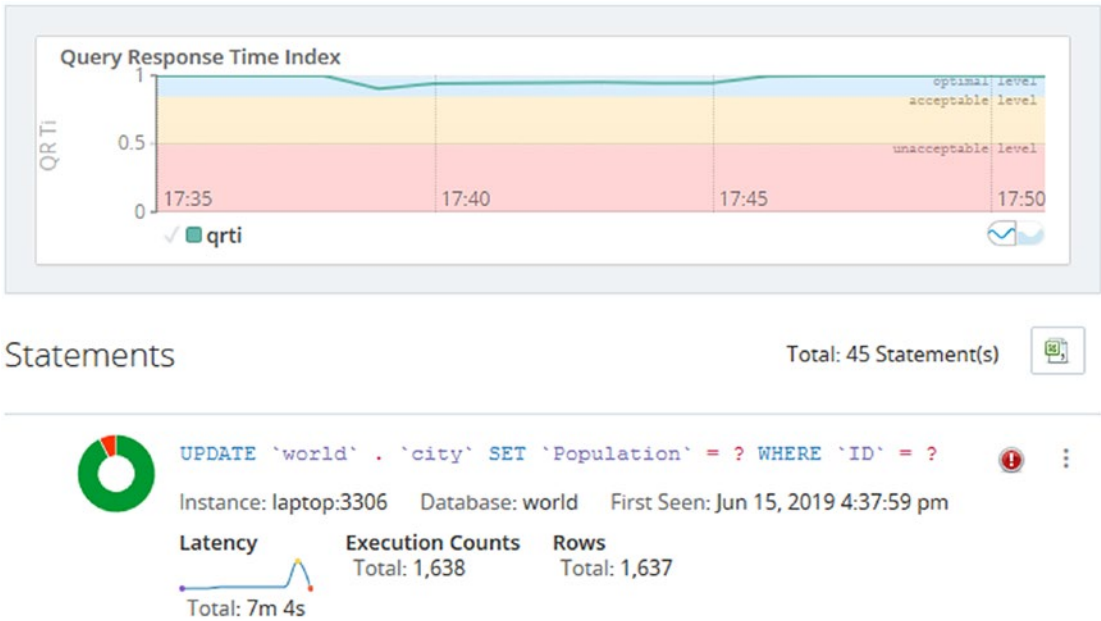 Query Response Time Index
1
optimal level
acceptable level
QR Ti
0.5
unacceptable level
0
17:35 17:40 17:45 17:50
qrti
Statements
Total: 45 Statement(s)
UPDATE `world` . `city` SET `Population` = ? WHERE `ID` = ?
Instance: laptop:3306 Database: world First Seen: Jun 15, 2019 4:37:59 pm
Latency Execution Counts Rows
Total: 1,638 Total: 1,637
Total: 7m 4s